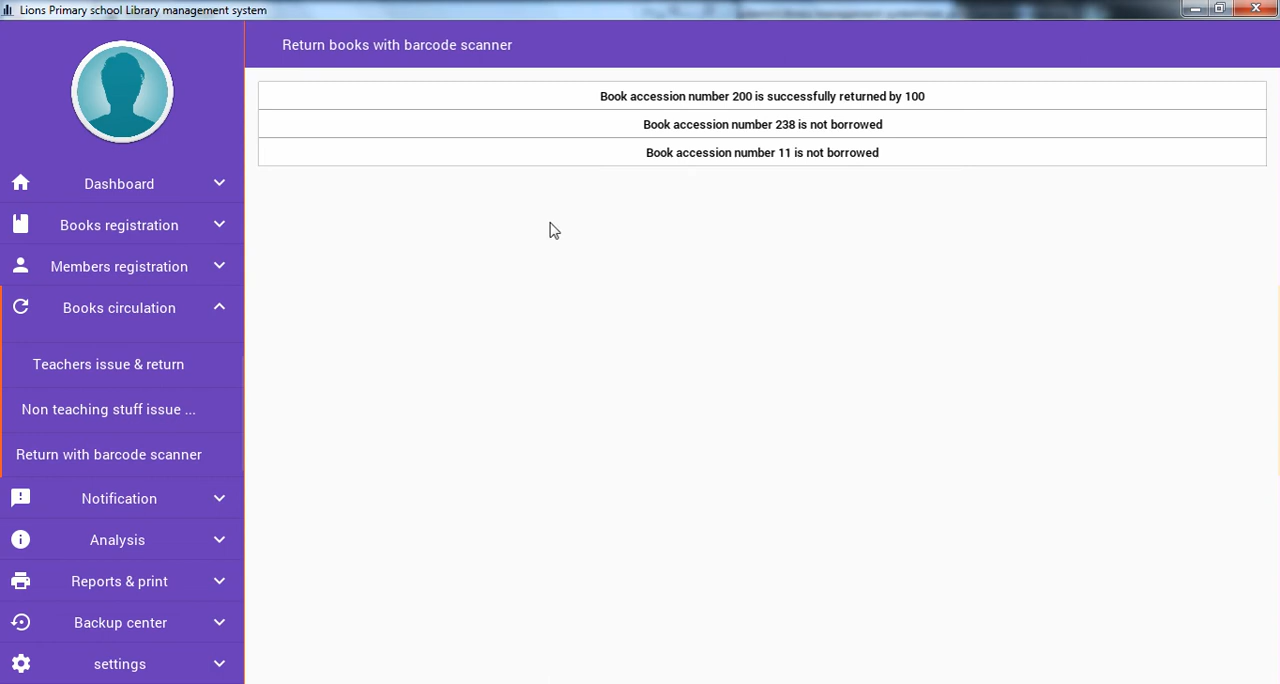 Lions Primary school Library management system
Return books with barcode scanner
Book accession number 200 is successfully returned by 100
Book accession number 238 is not borrowed
Book accession number 11 is not borrowed
Dashboard
Books registration
Members registration
Books circulation
Teachers issue & return
Non teaching stuff issue ...
Return with barcode scanner
Notification
Analysis
Reports & print
Backup center
settings